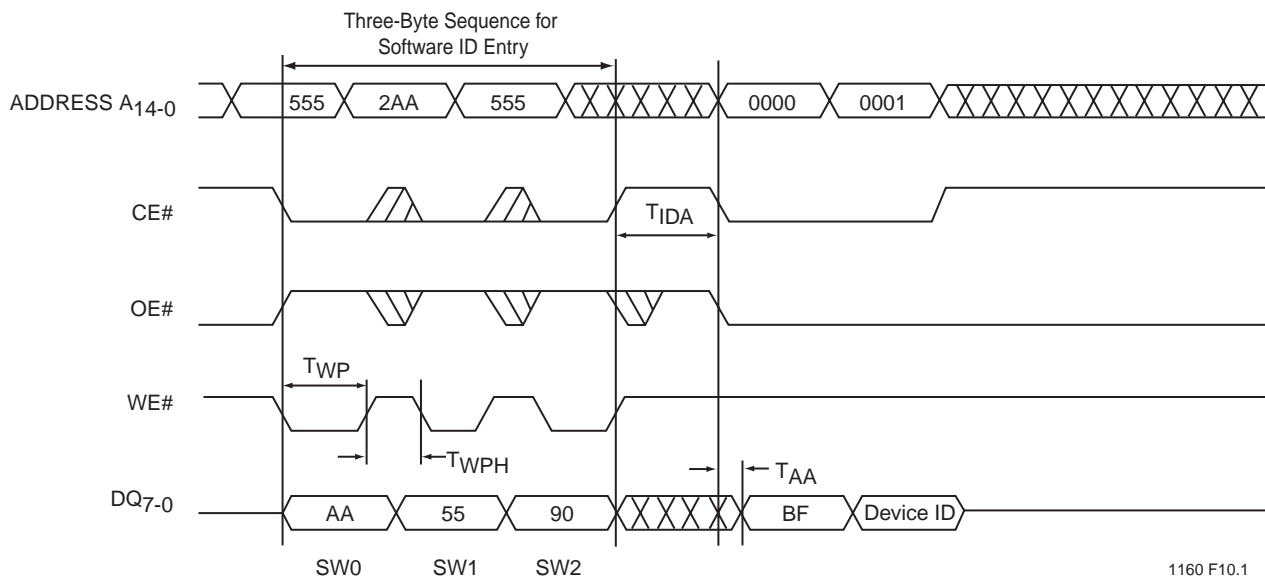 Three-Byte Sequence for
Software ID Entry
ADDRESS A14-0
555
2AA
555
0000
0001
CE#
TIDA
OE#
TWP
WE#
TWPH
TAA
DQ7-0
AA
55
90
BF
Device ID
SW0
SW1
SW2
1160 F10.1